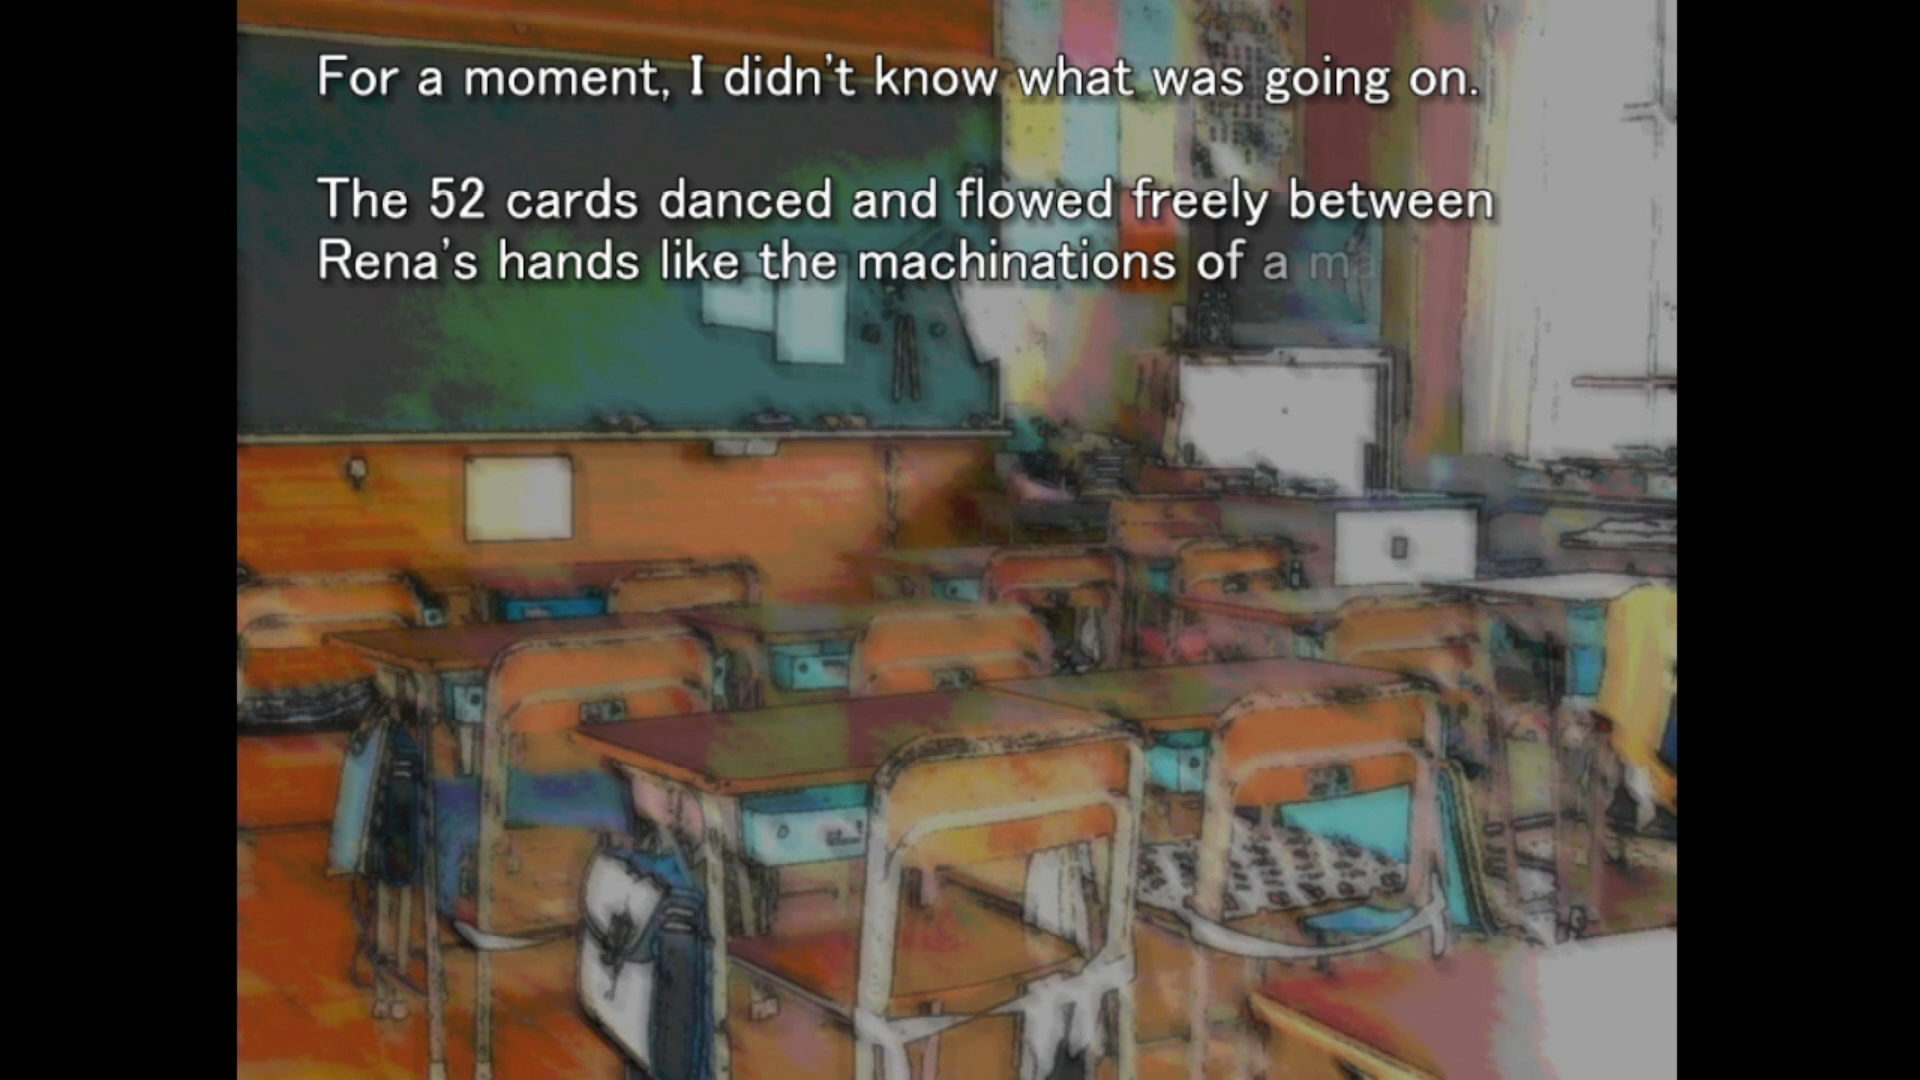 For a moment, I didn't know what was going on.
The 52 cards danced and flowed freely between
Rena's hands like the machinations of a ma